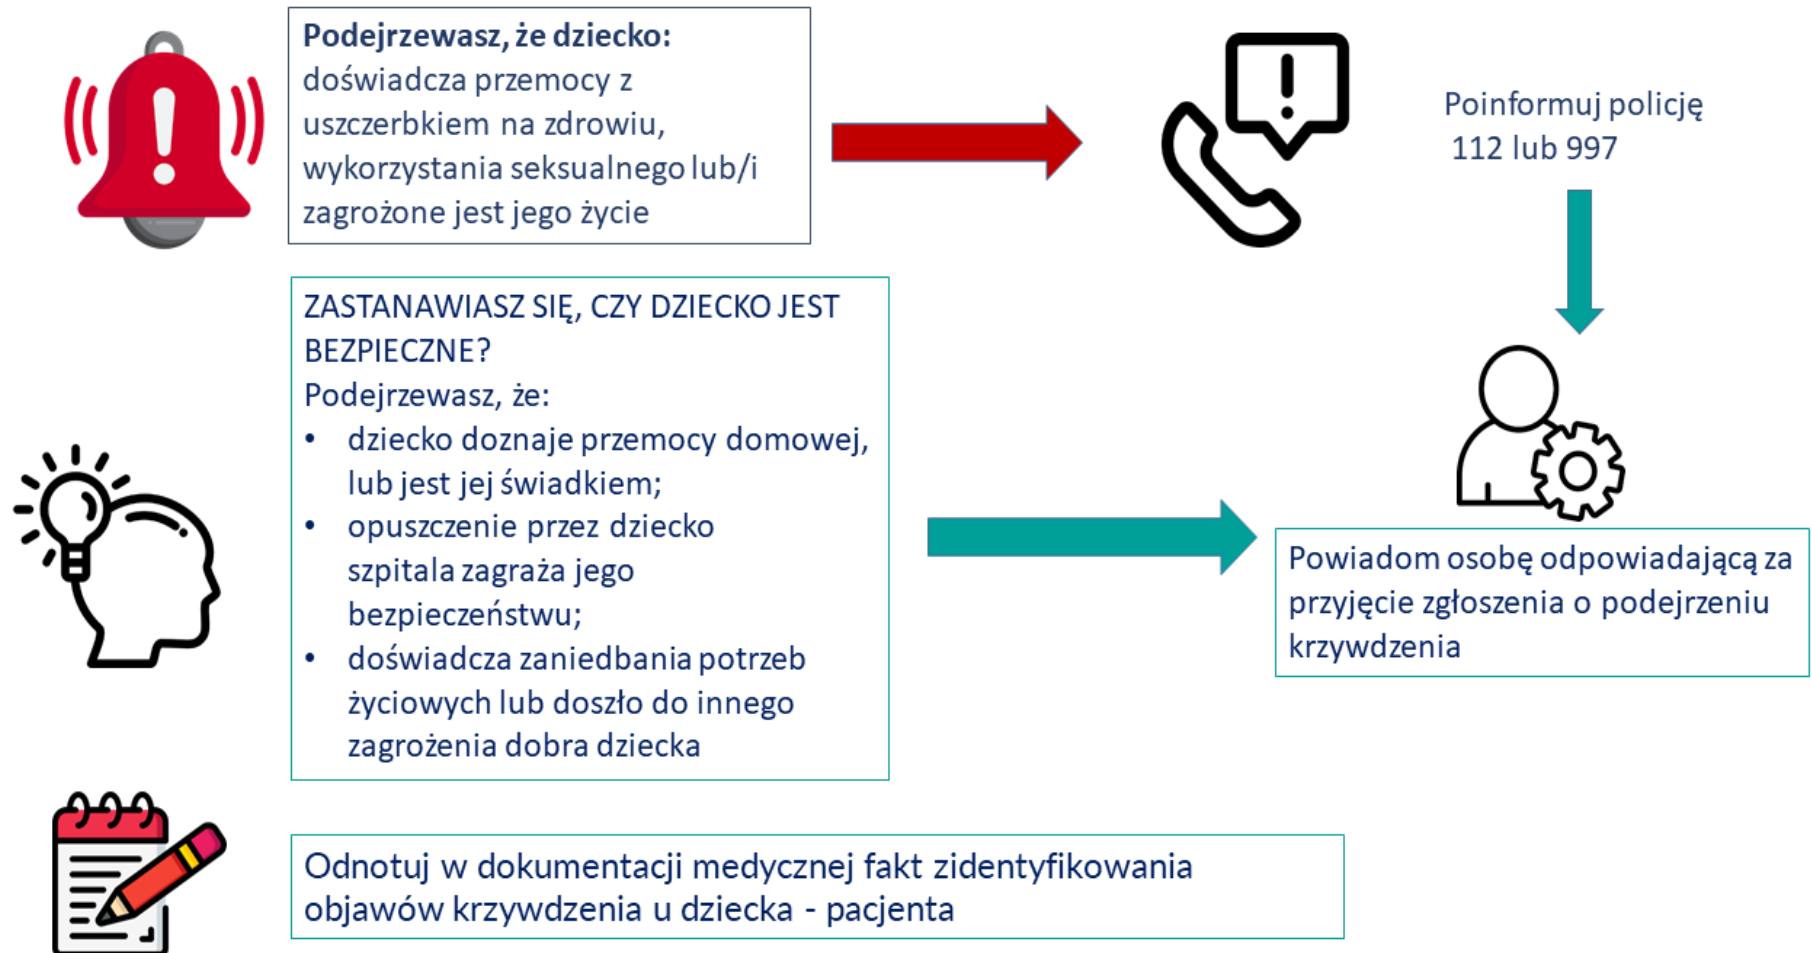 Podejrzewasz, że dziecko:
doświadcza przemocy z
uszczerbkiem na zdrowiu,
wykorzystania seksualnego lub/i
zagrożone jest jego życie
Poinformuj policję
112 lub 997
ZASTANAWIASZ SIĘ, CZY DZIECKO JEST
BEZPIECZNE?
Podejrzewasz, że:
• dziecko doznaje przemocy domowej,
lub jest jej świadkiem;
• opuszczenie przez dziecko
szpitala zagraża jego
bezpieczeństwu;
• doświadcza zaniedbania potrzeb
życiowych lub doszło do innego
zagrożenia dobra dziecka
Powiadom osobę odpowiadającą za
przyjęcie zgłoszenia o podejrzeniu
krzywdzenia
Odnotuj w dokumentacji medycznej fakt zidentyfikowania
objawów krzywdzenia u dziecka - pacjenta